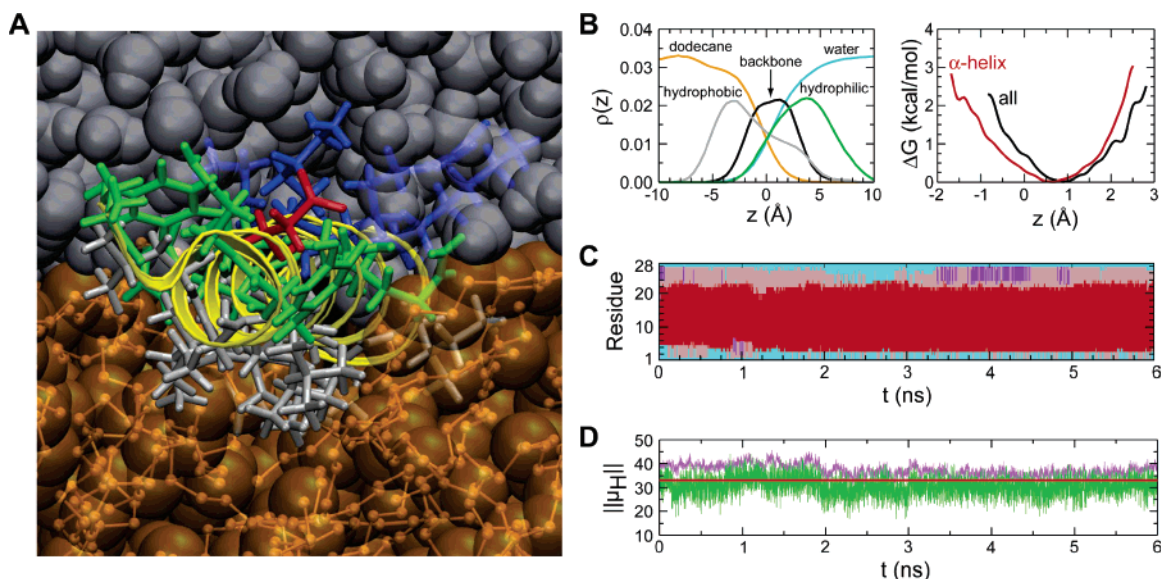 A
B
dodecane
water
backbone
hydrophobic
hydrophilic
0.04
0.03
0.02
0.01
0.00
ρ(z)
-10 -5 0 5 10
z (Å)
α-helix
all
5
4
3
2
1
0
ΔG (kcal/mol)
-2 -1 0 1 2 3
z (Å)
C
28
20
10
1
Residue
0 1 2 3 4 5 6
t (ns)
D
50
40
30
20
10
||μH||
0 1 2 3 4 5 6
t (ns)